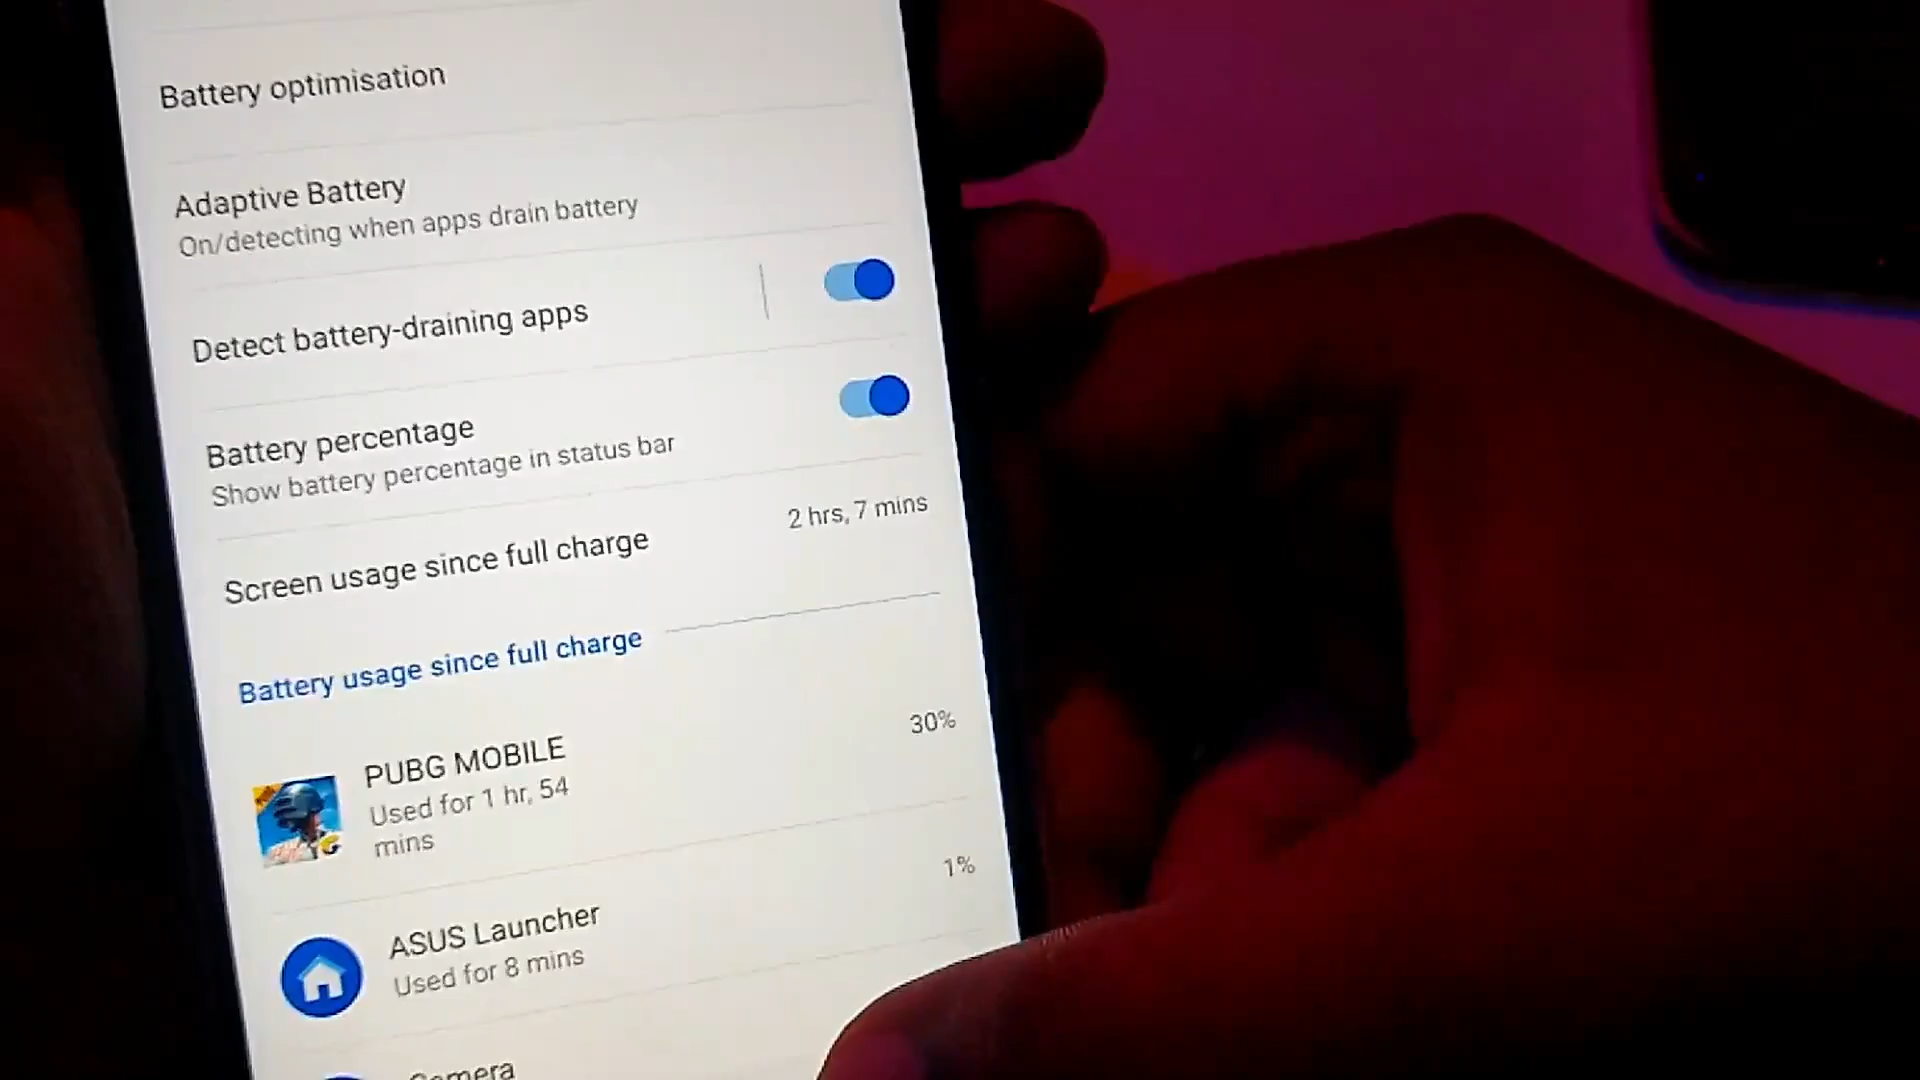 Battery optimisation
Adaptive Battery
On/detecting when apps drain battery
Detect battery-draining apps
Battery percentage
Show battery percentage in status bar
Screen usage since full charge
2 hrs, 7 mins
Battery usage since full charge
PUBG MOBILE
30%
Used for 1 hr, 54
mins
ASUS Launcher
1%
Used for 8 mins
Camera